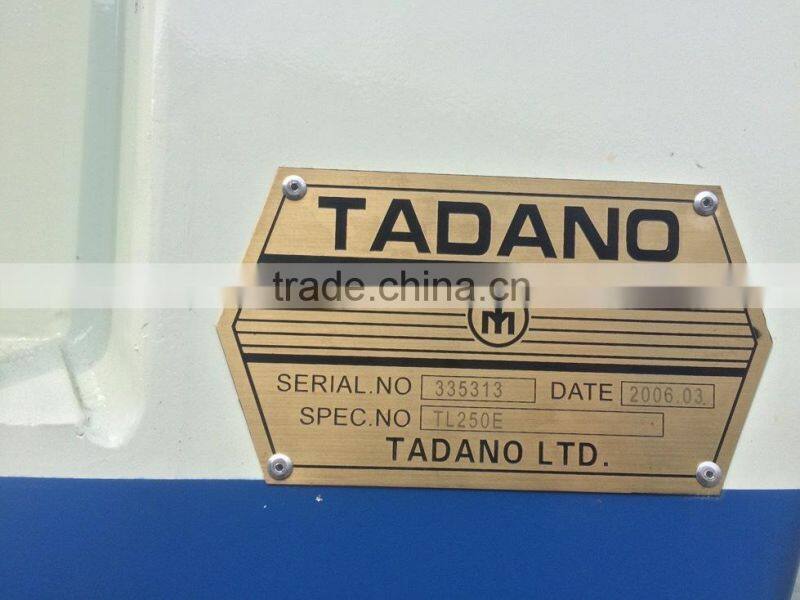 TADANO
trade.china.cn
SERIAL.NO 335313 DATE 2006.03
SPEC.NO TL250E
TADANO LTD.